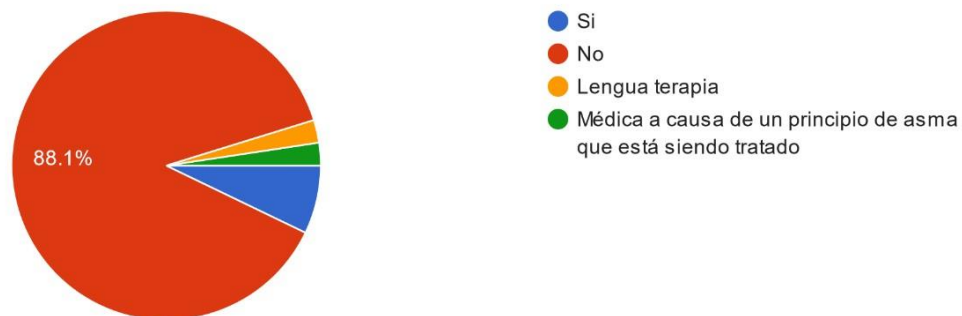 88.1%
Si
No
Lengua terapia
Médica a causa de un principio de asma
que está siendo tratado